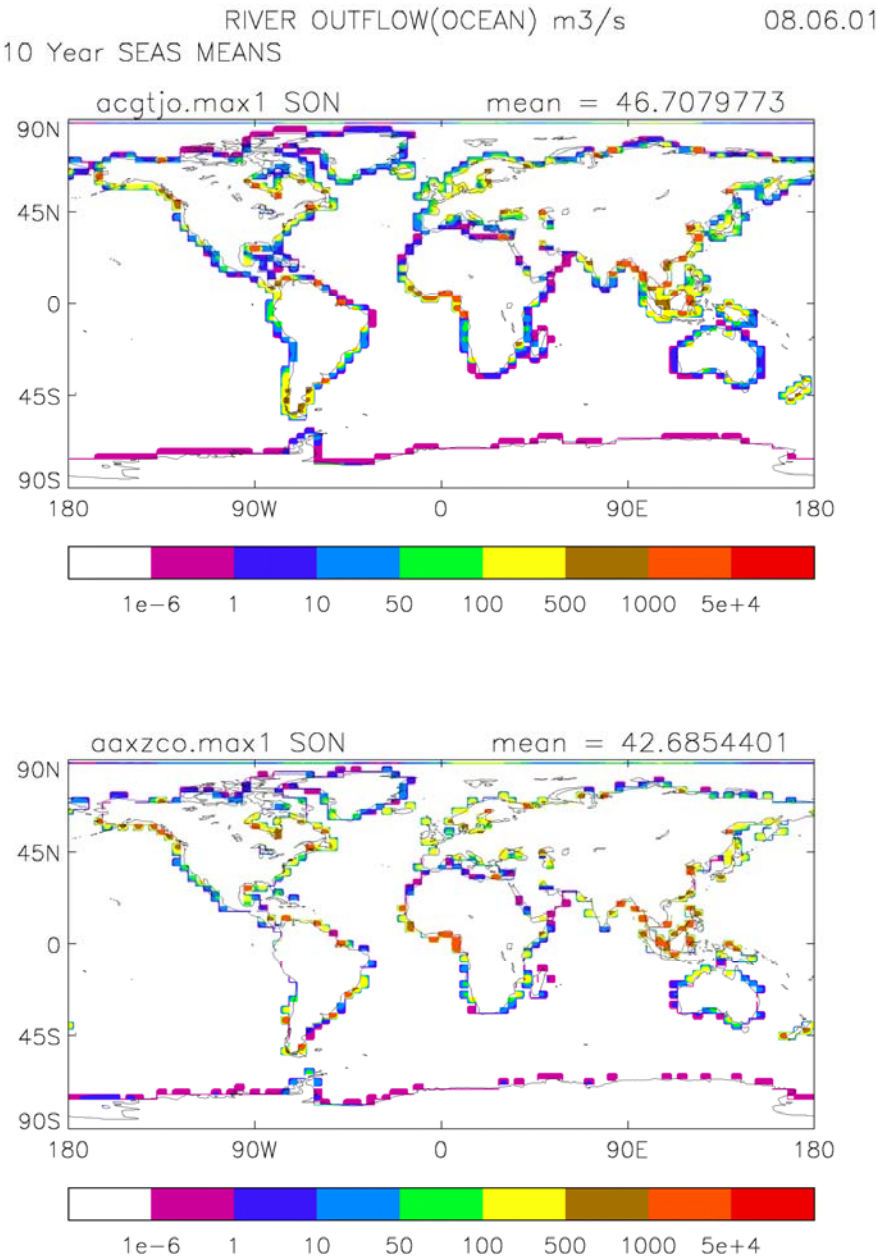 RIVER OUTFLOW(OCEAN) m3/s 08.06.01
10 Year SEAS MEANS
acgtjo.max1 SON mean = 46.7079773
90N
45N
0
45S
90S
180 90W 0 90E 180
1e-6 1 10 50 100 500 1000 5e+4
aaxzco.max1 SON mean = 42.6854401
90N
45N
0
45S
90S
180 90W 0 90E 180
1e-6 1 10 50 100 500 1000 5e+4